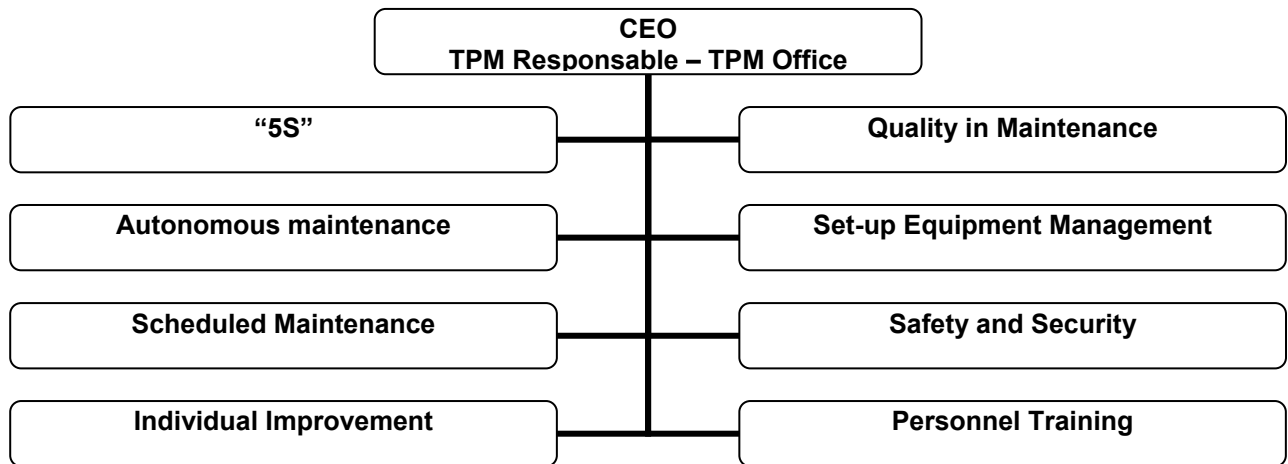 CEO
TPM Responsable – TPM Office
“5S”
Quality in Maintenance
Autonomous maintenance
Set-up Equipment Management
Scheduled Maintenance
Safety and Security
Individual Improvement
Personnel Training